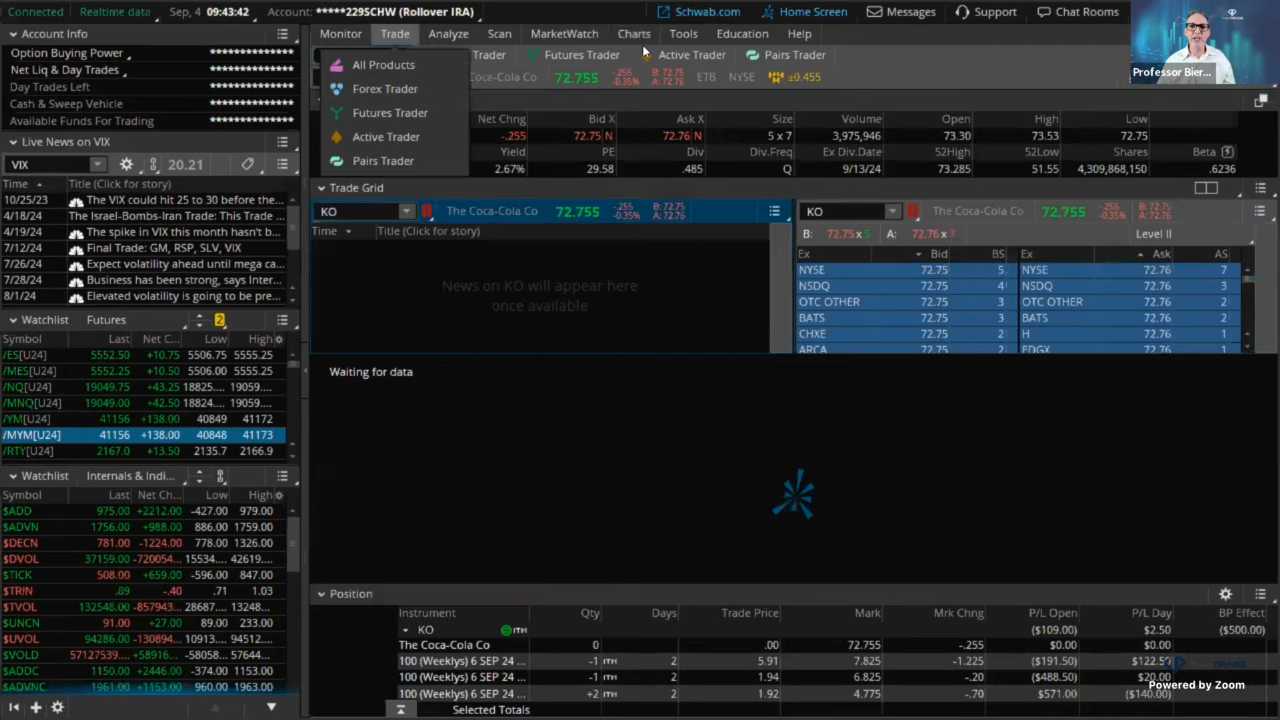 Connected Realtime data Sep, 4 09:43:42 Account: *****229SCHW (Rollover IRA) Schwab.com Home Screen Messages Support Chat Rooms
Account Info
Option Buying Power ******************
Net Liq & Day Trades ******************
Day Trades Left ******************
Cash & Sweep Vehicle ******************
Available Funds For Trading ******************
Live News on VIX
VIX 20.21
Time Title (Click for story)
10/25/23 The VIX could hit 25 to 30 before the...
4/18/24 The Israel-Bombs-Iran Trade: This Trade ...
4/19/24 The spike in VIX this month hasn't b...
7/12/24 Final Trade: GM, RSP, SLV, VIX
7/26/24 Expect volatility ahead until mega ca...
7/28/24 Business has been strong, says Inter...
8/1/24 Elevated volatility is going to be pre...
Watchlist Futures 2
Symbol Last Net C... Low High
/ES[U24] 5552.50 +10.75 5506.75 5555.25
/MES[U24] 5552.25 +10.50 5506.00 5555.25
/NQ[U24] 19049.75 +43.25 18825.... 19059....
/MNQ[U24] 19049.00 +42.50 18824.... 19059....
/YM[U24] 41156 +138.00 40849 41172
/MYM[U24] 41156 +138.00 40848 41173
/RTY[U24] 2167.0 +13.50 2135.7 2166.9
Watchlist Internals & Indi...
Symbol Last Net Ch... Low High
$ADD 975.00 +2212.00 -427.00 979.00
$ADVN 1756.00 +988.00 886.00 1759.00
$DECN 781.00 -1224.00 778.00 1326.00
$DVOL 37159.00 -720054... 15534.... 42619....
$TICK 508.00 +659.00 -596.00 847.00
$TRIN .89 -.40 .71 1.03
$TVOL 132548.00 -857943... 28687.... 13248...
$UNCN 91.00 +27.00 89.00 233.00
$UVOL 94286.00 -130894... 10913.... 94512....
$VOLD 57127539.... +58916... -58058... 57644...
$ADDC 1150.00 +2446.00 -374.00 1153.00
$ADVNC 1961.00 +1153.00 960.00 1963.00
Monitor Trade Analyze Scan MarketWatch Charts Tools Education Help
Trader Futures Trader Active Trader Pairs Trader
All Products
Forex Trader
Futures Trader
Active Trader
Pairs Trader
Coca-Cola Co 72.755 -.255 -0.35% B: 72.75 A: 72.76 ETB NYSE ±0.455
Professor Bier...
Net Chng Bid X Ask X Size Volume Open High Low
-.255 72.75 N 72.76 N 5 x 7 3,975,946 73.30 73.53 72.75
Yield PE Div Div.Freq Ex Div.Date 52High 52Low Shares Beta
2.67% 29.58 .485 Q 9/13/24 73.285 51.55 4,309,868,150 .6236
Trade Grid
KO The Coca-Cola Co 72.755 -.255 -0.35% B: 72.75 A: 72.76
Time Title (Click for story)
News on KO will appear here
once available
KO The Coca-Cola Co 72.755 -.255 -0.35% B: 72.75 A: 72.76
B: 72.75 x 5 A: 72.76 x 7 Level II
Ex Bid BS Ex Ask AS
NYSE 72.75 5 NYSE 72.76 7
NSDQ 72.75 4 NSDQ 72.76 3
OTC OTHER 72.75 3 OTC OTHER 72.76 2
BATS 72.75 3 BATS 72.76 2
CHXE 72.75 2 H 72.76 1
ARCA 72.75 2 EDGX 72.76 1
Waiting for data
Position
Instrument Qty Days Trade Price Mark Mrk Chng P/L Open P/L Day BP Effect
KO ITH ($109.00) $2.50 ($500.00)
The Coca-Cola Co 0 .00 72.755 -.255 $0.00 $0.00
100 (Weeklys) 6 SEP 24 ... -1 ITH 2 5.91 7.825 -1.225 ($191.50) $122.50
100 (Weeklys) 6 SEP 24 ... -1 ITH 2 1.94 6.825 -.20 ($488.50) $20.00
100 (Weeklys) 6 SEP 24 ... +2 ITH 2 1.92 4.775 -.70 $571.00 ($140.00)
Selected Totals
Powered by Zoom